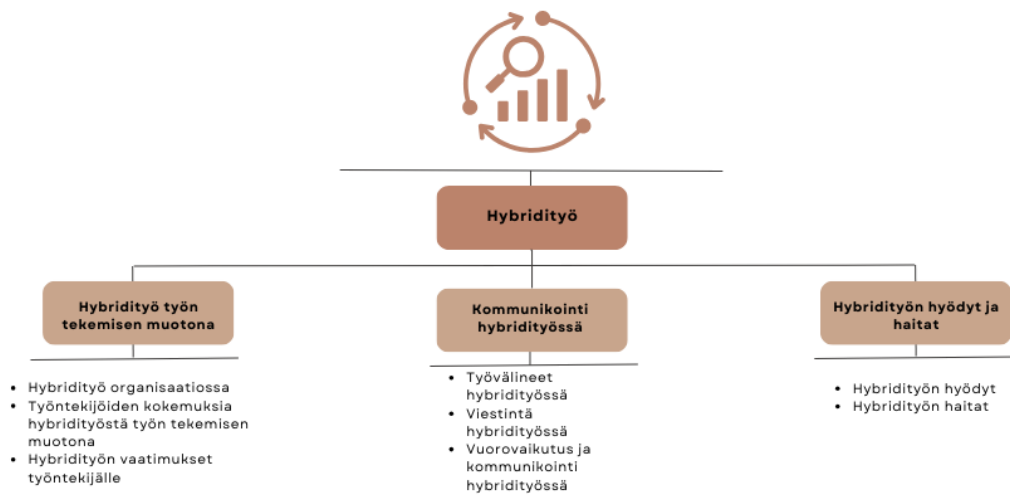 Hybridityö
Hybridityö työn
tekemisen muotona
• Hybridityö organisaatiossa
• Työntekijöiden kokemuksia
hybridityöstä työn tekemisen
muotona
• Hybridityön vaatimukset
työntekijälle
Kommunikointi
hybridityössä
• Työvälineet
hybridityössä
• Viestintä
hybridityössä
• Vuorovaikutus ja
kommunikointi
hybridityössä
Hybridityön hyödyt ja
haitat
• Hybridityön hyödyt
• Hybridityön haitat